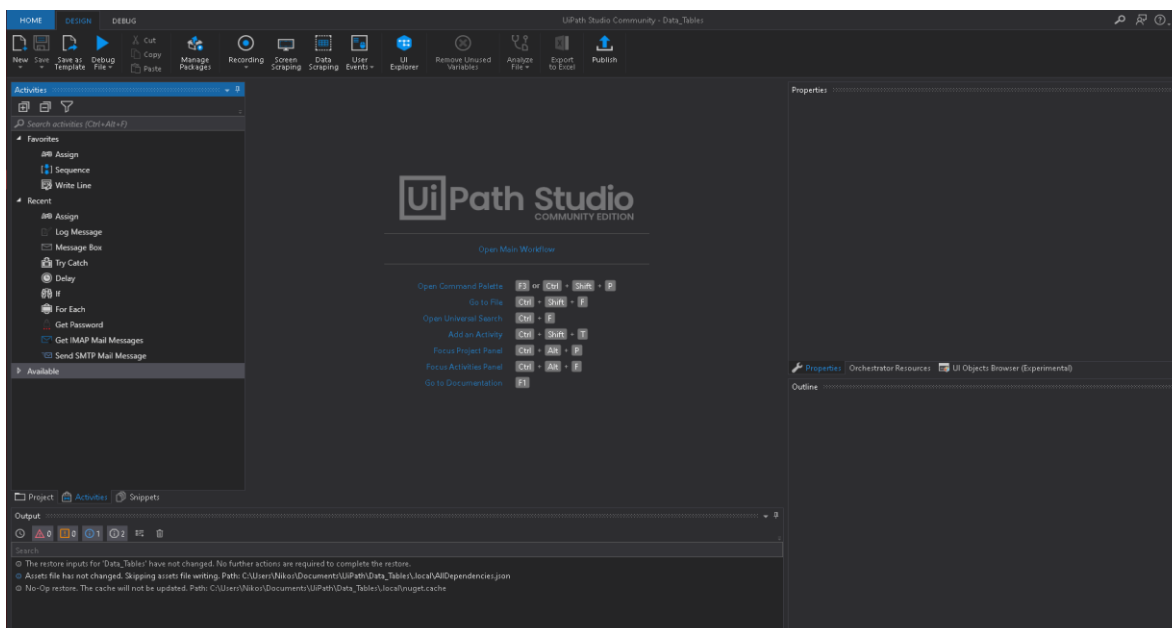 HOME DESIGN DEBUG UiPath Studio Community - Data_Tables
New Save Save as Template Debug File Cut Copy Paste Manage Packages Recording Screen Scraping Data Scraping User Events UI Explorer Remove Unused Variables Analyze File Export to Excel Publish
Activities
Search activities (Ctrl+Alt+F)
Favorites
Assign
Sequence
Write Line
Recent
Assign
Log Message
Message Box
Try Catch
Delay
If
For Each
Get Password
Get IMAP Mail Messages
Send SMTP Mail Message
Available
Project Activities Snippets
UiPath Studio
COMMUNITY EDITION
Open Main Workflow
Open Command Palette F3 or Ctrl + Shift + P
Go to File Ctrl + Shift + F
Open Universal Search Ctrl + F
Add an Activity Ctrl + Shift + T
Focus Project Panel Ctrl + Alt + P
Focus Activities Panel Ctrl + Alt + F
Go to Documentation F1
Properties
Properties Orchestrator Resources UI Objects Browser (Experimental)
Outline
Output
0 0 1 2
Search
The restore inputs for 'Data_Tables' have not changed. No further actions are required to complete the restore.
Assets file has not changed. Skipping assets file writing. Path: C:\Users\Nikos\Documents\UiPath\Data_Tables\.local\AllDependencies.json
No-Op restore. The cache will not be updated. Path: C:\Users\Nikos\Documents\UiPath\Data_Tables\.local\nuget.cache